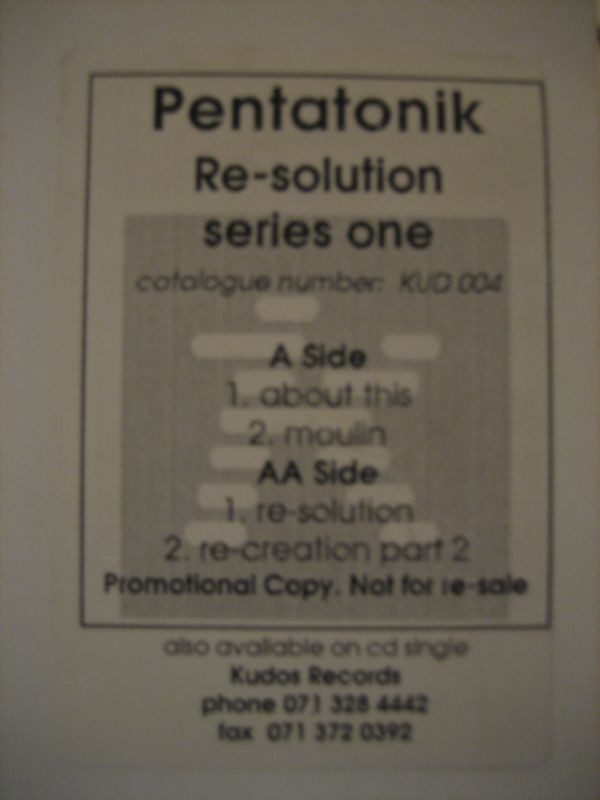 Pentatonik
Re-solution
series one
catalogue number: KUD 004
A Side
1. about this
2. moulin
AA Side
1. re-solution
2. re-creation part 2
Promotional Copy. Not for re-sale
also available on cd single
Kudos Records
phone 071 328 4442
fax 071 372 0392